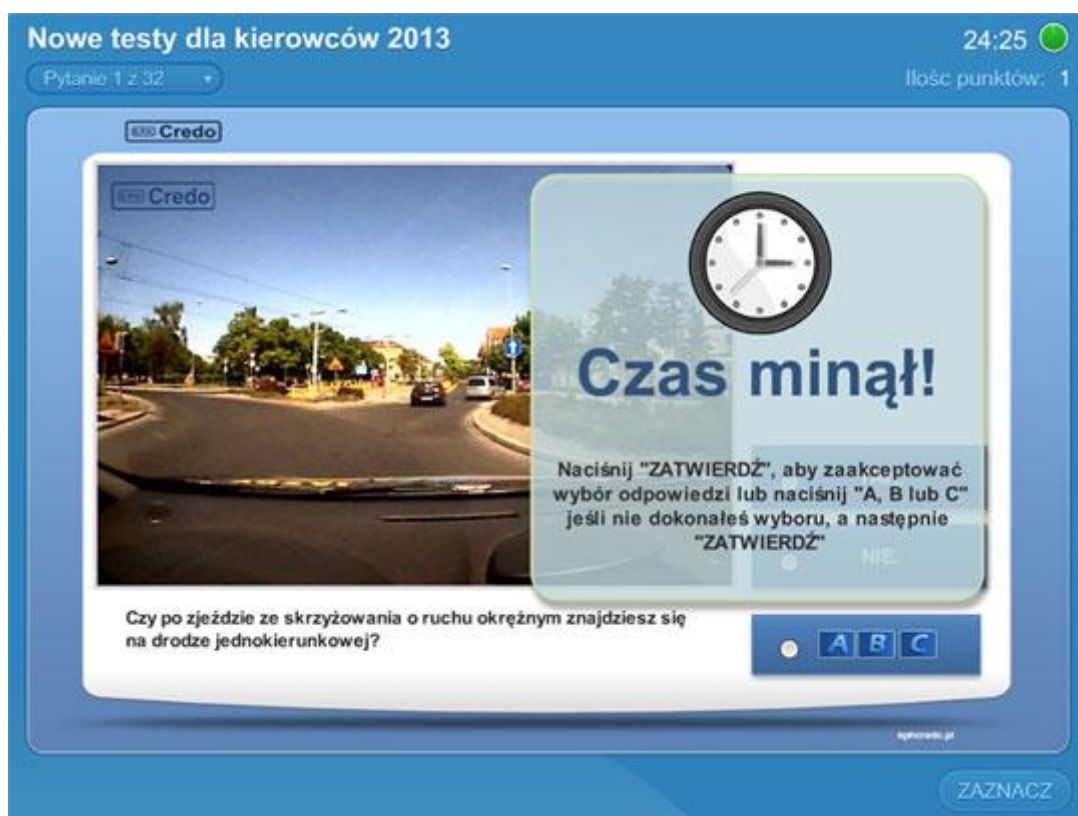 Nowe testy dla kierowców 2013
24:25
Pytanie 1 z 32
Ilość punktów: 1
Credo
Credo
Czas minął!
Naciśnij "ZATWIERDŹ", aby zaakceptować
wybór odpowiedzi lub naciśnij "A, B lub C"
jeśli nie dokonałeś wyboru, a następnie
"ZATWIERDŹ"
NIE
Czy po zjeździe ze skrzyżowania o ruchu okrężnym znajdziesz się
na drodze jednokierunkowej?
A B C
ZAZNACZ